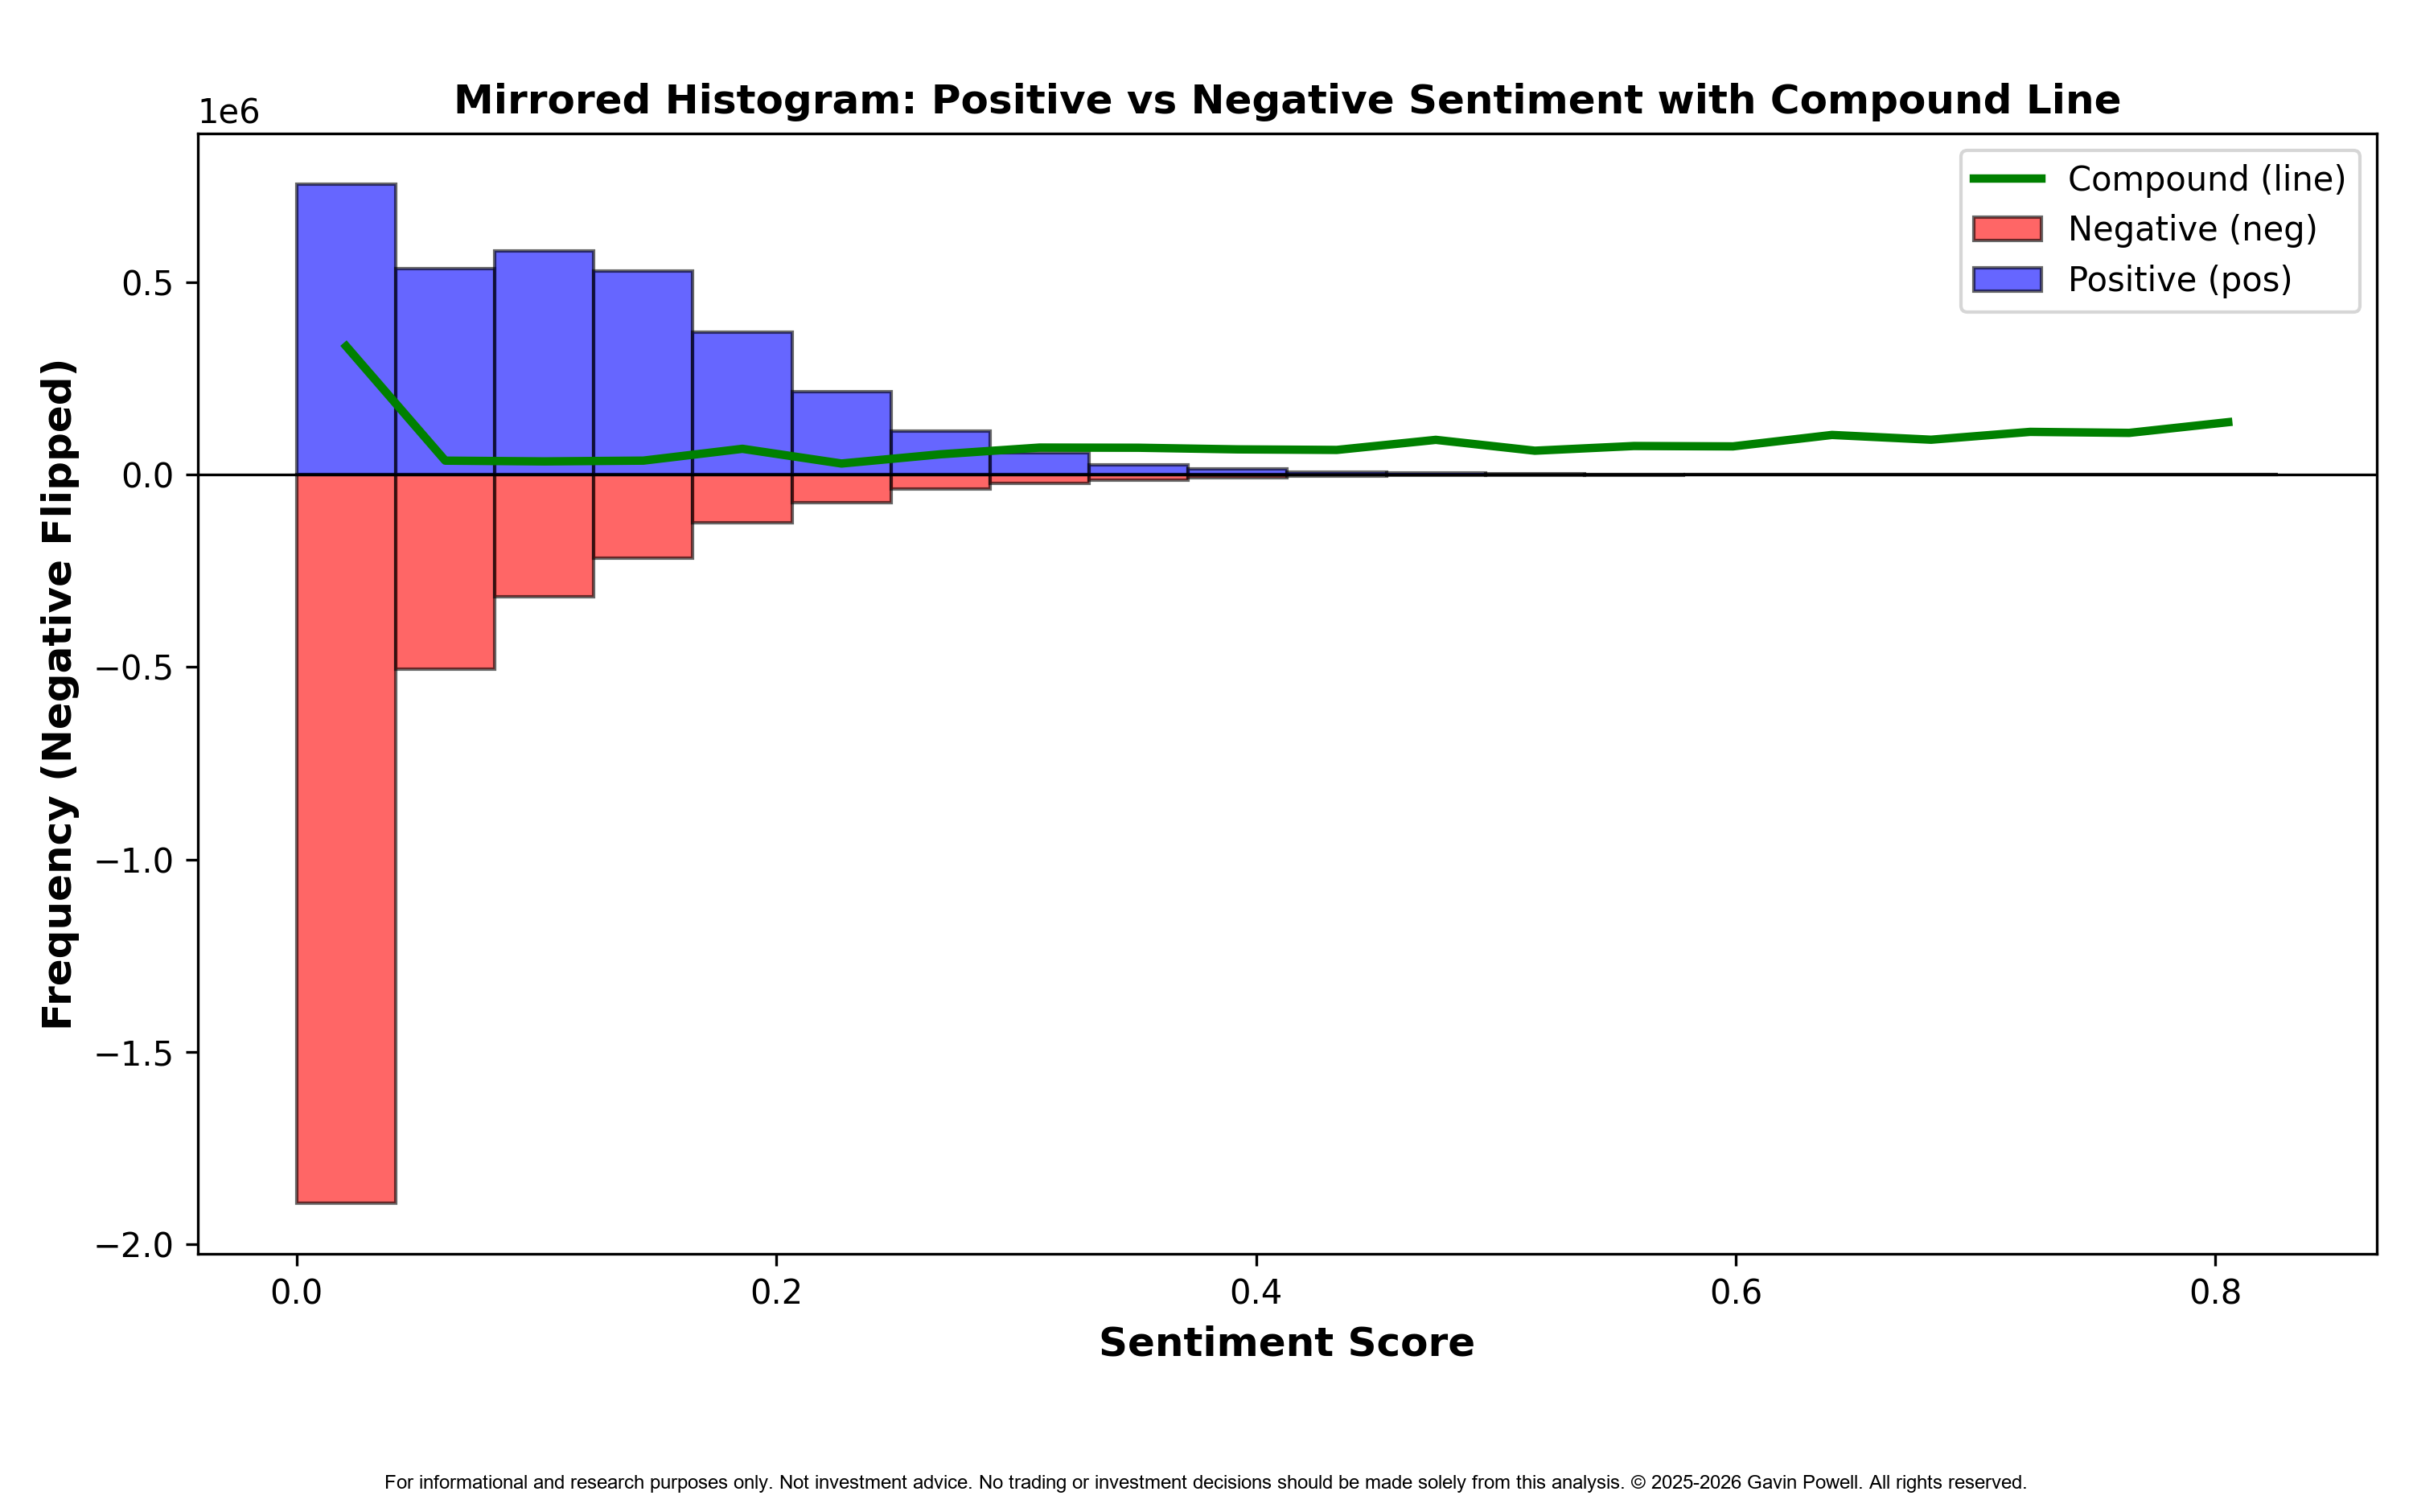 Mirrored Histogram: Positive vs Negative Sentiment with Compound Line
1e6
Compound (line)
Negative (neg)
Positive (pos)
Frequency (Negative Flipped)
0.5
0.0
−0.5
−1.0
−1.5
−2.0
0.0 0.2 0.4 0.6 0.8
Sentiment Score
For informational and research purposes only. Not investment advice. No trading or investment decisions should be made solely from this analysis. © 2025-2026 Gavin Powell. All rights reserved.